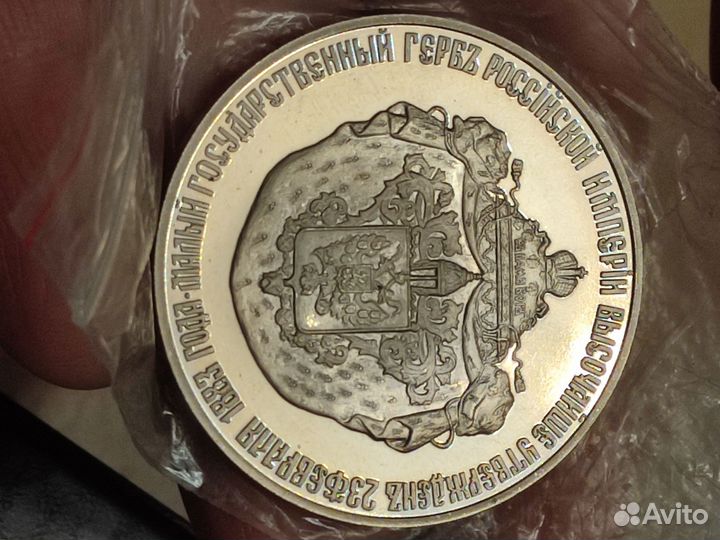 МАЛЫЙ ГОСУДАРСТВЕННЫЙ ГЕРБЪ РОССІЙСКОЙ ИМПЕРІИ ВЫСОЧАЙШЕ УТВЕРЖДЕНЪ 23 ФЕВРАЛЯ 1883 ГОДА •
Avito